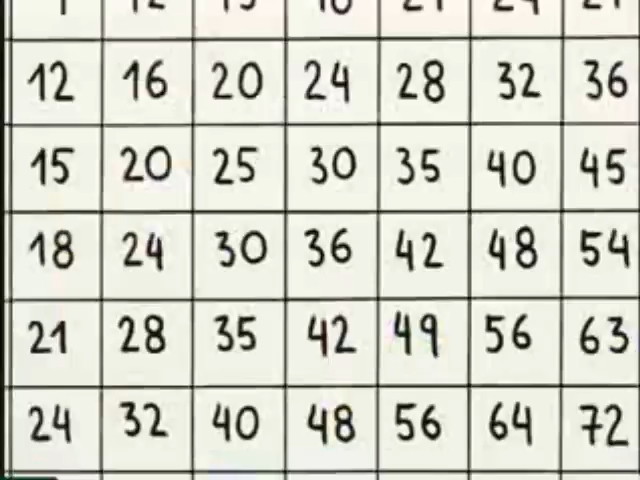 12 16 20 24 28 32 36
15 20 25 30 35 40 45
18 24 30 36 42 48 54
21 28 35 42 49 56 63
24 32 40 48 56 64 72